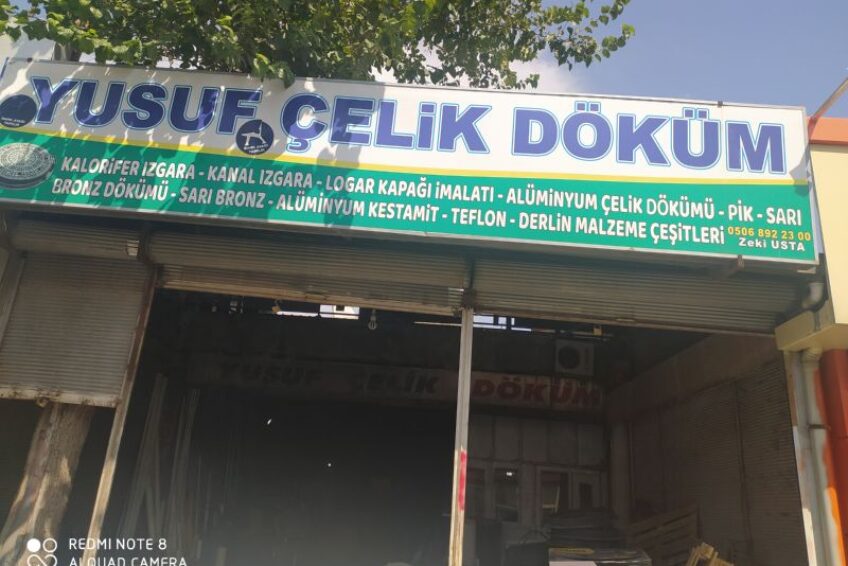 YUSUF ÇELİK DÖKÜM
KALORİFER IZGARA - KANAL IZGARA - LOGAR KAPAĞI İMALATI - ALÜMİNYUM ÇELİK DÖKÜMÜ - PİK - SARI
BRONZ DÖKÜMÜ - SARI BRONZ - ALÜMİNYUM KESTAMİT - TEFLON - DERLİN MALZEME ÇEŞİTLERİ
0506 892 23 00
Zeki USTA
YUSUF ÇELİK DÖKÜM
REDMI NOTE 8
AI QUAD CAMERA